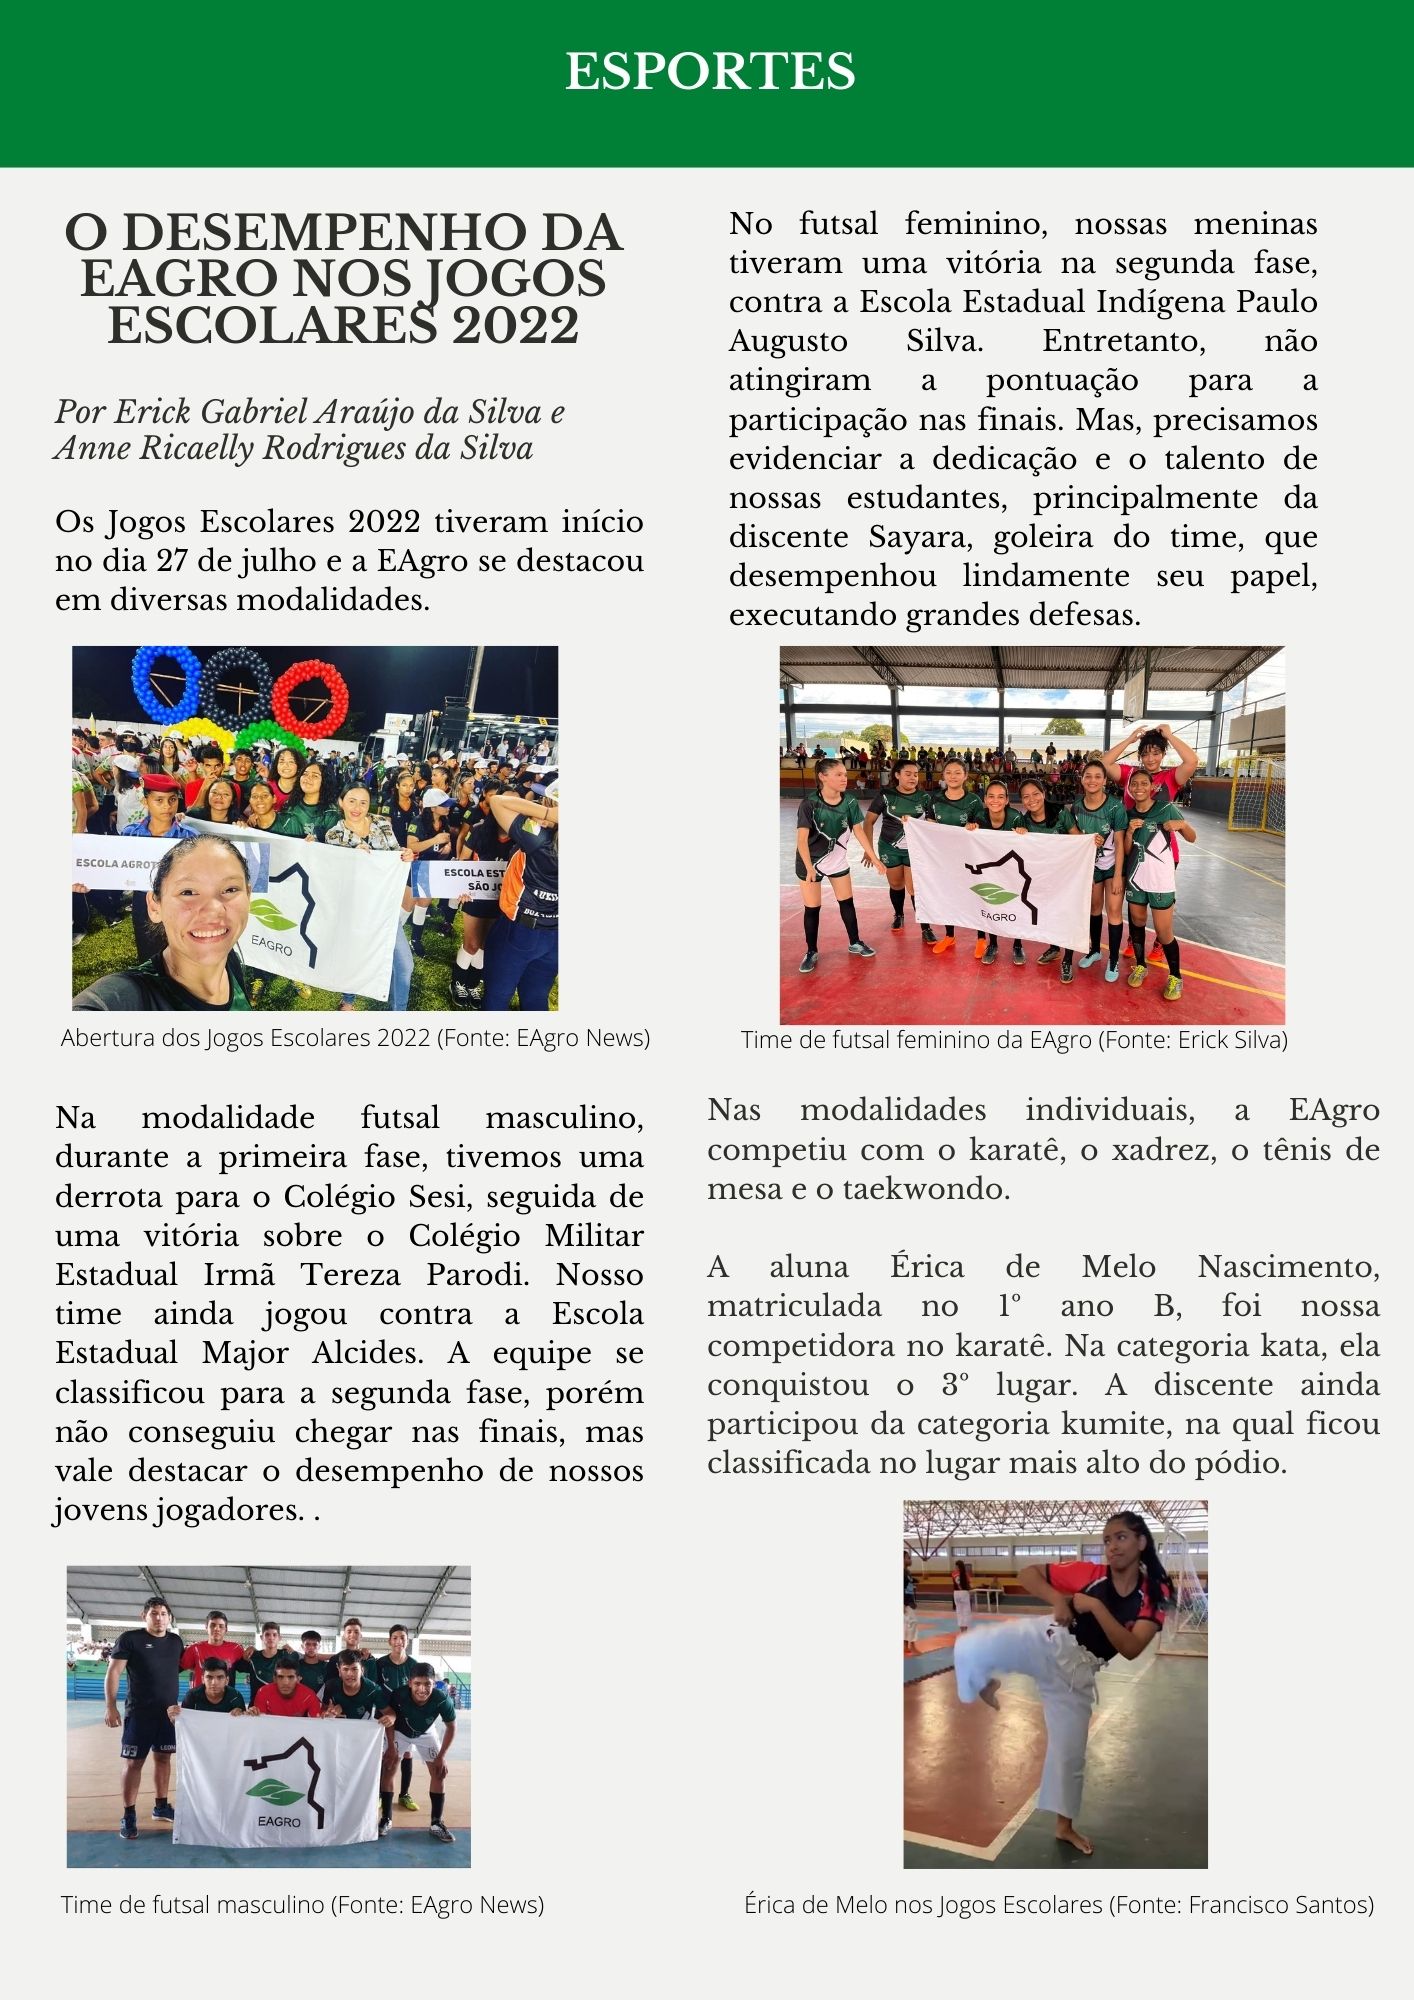 ESPORTES
O DESEMPENHO DA
EAGRO NOS JOGOS
ESCOLARES 2022
Por Erick Gabriel Araújo da Silva e
Anne Ricaelly Rodrigues da Silva
Os Jogos Escolares 2022 tiveram início
no dia 27 de julho e a EAgro se destacou
em diversas modalidades.
ESCOLA AGROT
ESCOLA EST
SÃO JO
EAGRO
Abertura dos Jogos Escolares 2022 (Fonte: EAgro News)
Na modalidade futsal masculino,
durante a primeira fase, tivemos uma
derrota para o Colégio Sesi, seguida de
uma vitória sobre o Colégio Militar
Estadual Irmã Tereza Parodi. Nosso
time ainda jogou contra a Escola
Estadual Major Alcides. A equipe se
classificou para a segunda fase, porém
não conseguiu chegar nas finais, mas
vale destacar o desempenho de nossos
jovens jogadores. .
EAGRO
Time de futsal masculino (Fonte: EAgro News)
No futsal feminino, nossas meninas
tiveram uma vitória na segunda fase,
contra a Escola Estadual Indígena Paulo
Augusto Silva. Entretanto, não
atingiram a pontuação para a
participação nas finais. Mas, precisamos
evidenciar a dedicação e o talento de
nossas estudantes, principalmente da
discente Sayara, goleira do time, que
desempenhou lindamente seu papel,
executando grandes defesas.
EAGRO
Time de futsal feminino da EAgro (Fonte: Erick Silva)
Nas modalidades individuais, a EAgro
competiu com o karatê, o xadrez, o tênis de
mesa e o taekwondo.
A aluna Érica de Melo Nascimento,
matriculada no 1º ano B, foi nossa
competidora no karatê. Na categoria kata, ela
conquistou o 3º lugar. A discente ainda
participou da categoria kumite, na qual ficou
classificada no lugar mais alto do pódio.
Érica de Melo nos Jogos Escolares (Fonte: Francisco Santos)